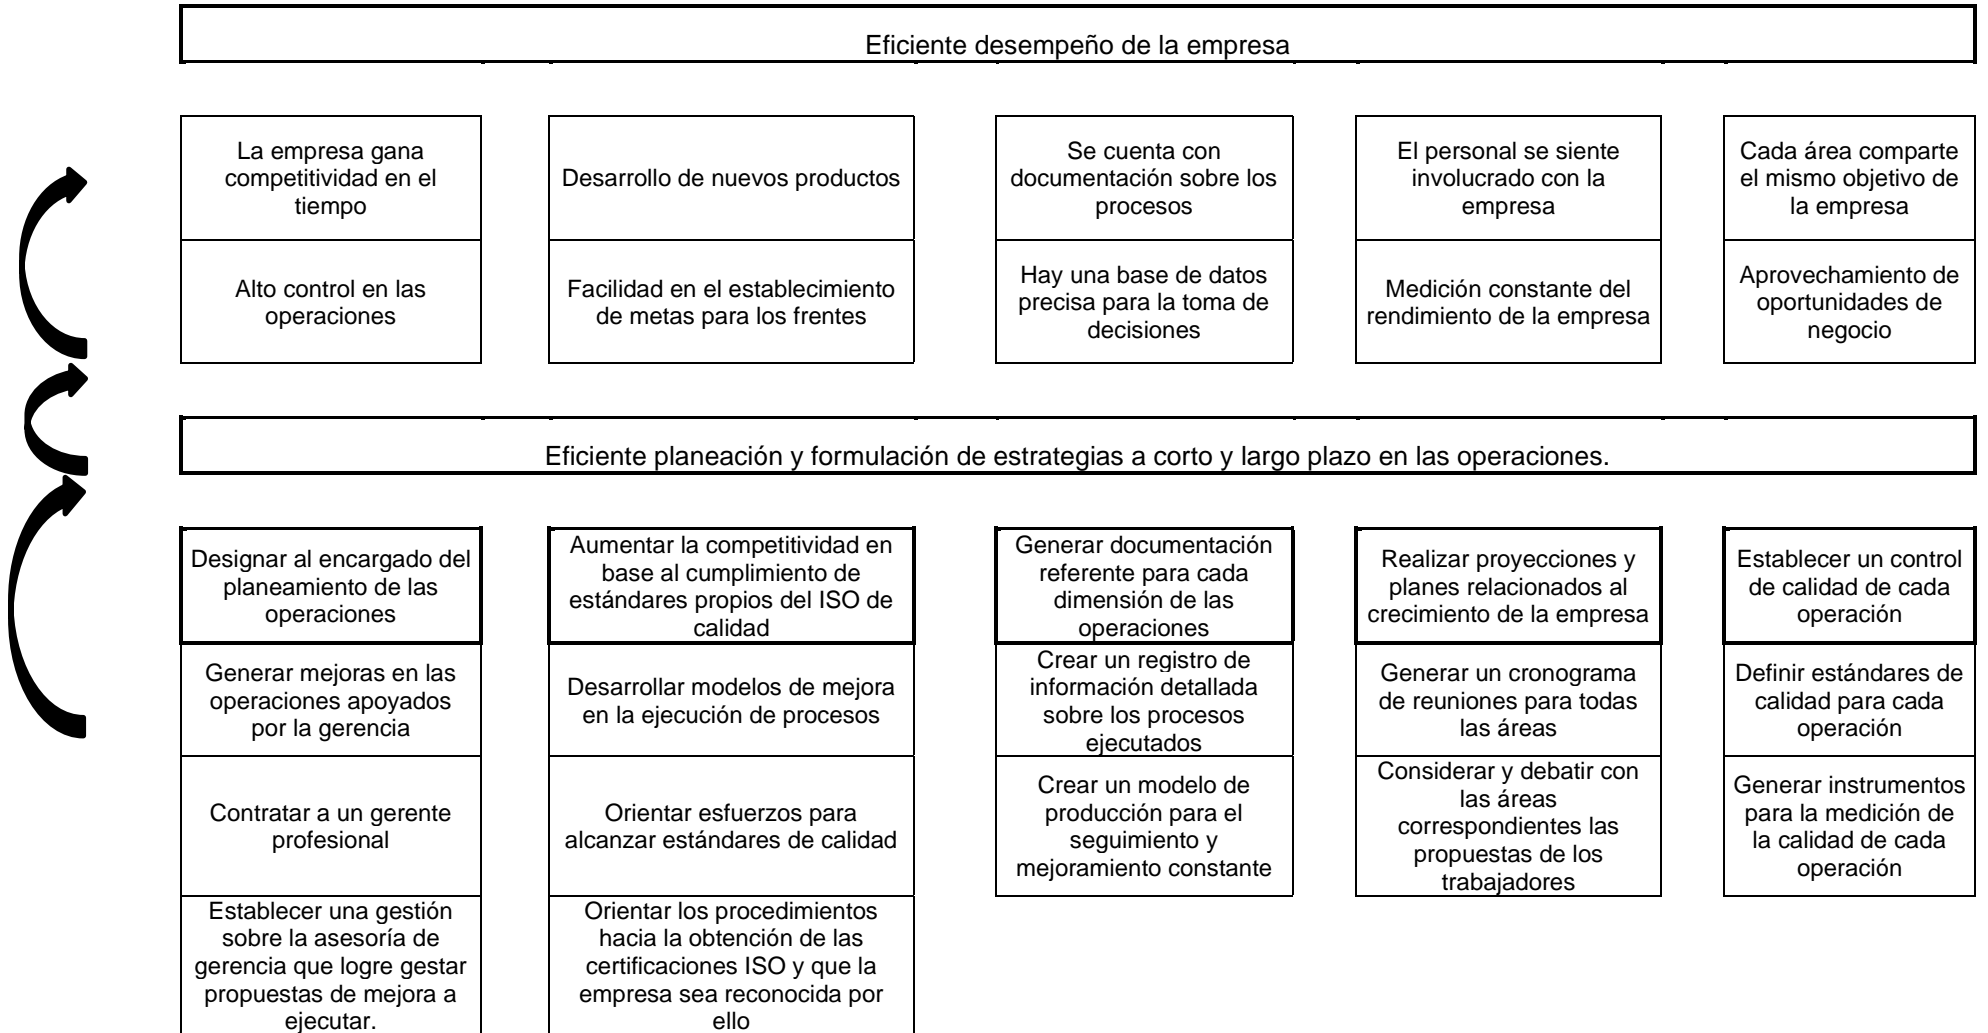 Eficiente desempeño de la empresa
La empresa gana
competitividad en el
tiempo
Desarrollo de nuevos productos
Se cuenta con
documentación sobre los
procesos
El personal se siente
involucrado con la
empresa
Cada área comparte
el mismo objetivo de
la empresa
Alto control en las
operaciones
Facilidad en el establecimiento
de metas para los frentes
Hay una base de datos
precisa para la toma de
decisiones
Medición constante del
rendimiento de la empresa
Aprovechamiento de
oportunidades de
negocio
Eficiente planeación y formulación de estrategias a corto y largo plazo en las operaciones.
Designar al encargado del
planeamiento de las
operaciones
Aumentar la competitividad en
base al cumplimiento de
estándares propios del ISO de
calidad
Generar documentación
referente para cada
dimensión de las
operaciones
Realizar proyecciones y
planes relacionados al
crecimiento de la empresa
Establecer un control
de calidad de cada
operación
Generar mejoras en las
operaciones apoyados
por la gerencia
Desarrollar modelos de mejora
en la ejecución de procesos
Crear un registro de
información detallada
sobre los procesos
ejecutados
Generar un cronograma
de reuniones para todas
las áreas
Definir estándares de
calidad para cada
operación
Contratar a un gerente
profesional
Orientar esfuerzos para
alcanzar estándares de calidad
Crear un modelo de
producción para el
seguimiento y
mejoramiento constante
Considerar y debatir con
las áreas
correspondientes las
propuestas de los
trabajadores
Generar instrumentos
para la medición de
la calidad de cada
operación
Establecer una gestión
sobre la asesoría de
gerencia que logre gestar
propuestas de mejora a
ejecutar.
Orientar los procedimientos
hacia la obtención de las
certificaciones ISO y que la
empresa sea reconocida por
ello